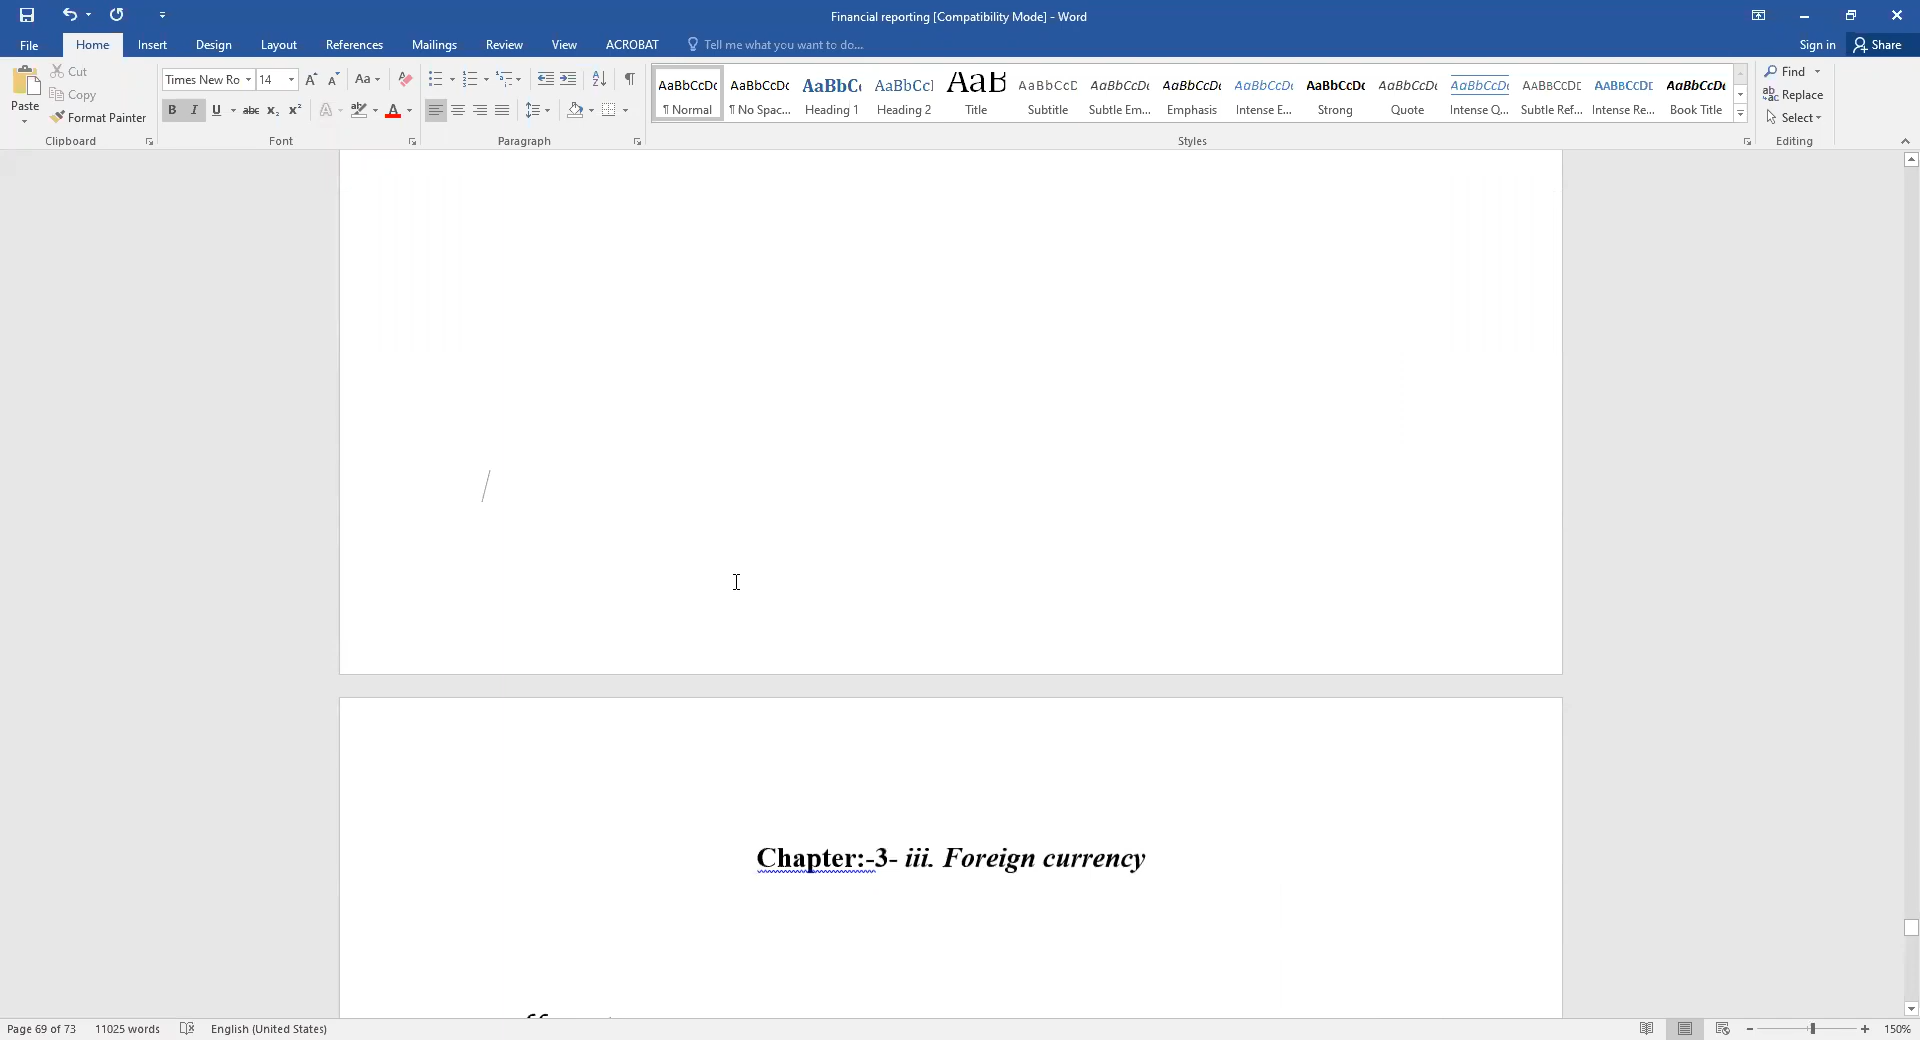 Financial reporting [Compatibility Mode] - Word
File Home Insert Design Layout References Mailings Review View ACROBAT Tell me what you want to do... Sign in Share
Paste Cut Copy Format Painter
Times New Ro 14
AaBbCcDc AaBbCcDc AaBbC AaBbCcl AaB AaBbCcD AaBbCcDc AaBbCcDc AaBbCcDc AaBbCcDc AaBbCcDc AaBbCcDc AABBCCDE AABBCCDE AaBbCcDc
¶ Normal ¶ No Spac... Heading 1 Heading 2 Title Subtitle Subtle Em... Emphasis Intense E... Strong Quote Intense Q... Subtle Ref... Intense Re... Book Title
Find Replace Select
Clipboard Font Paragraph Styles Editing
Chapter:-3- iii. Foreign currency
Page 69 of 73 11025 words English (United States) 150%